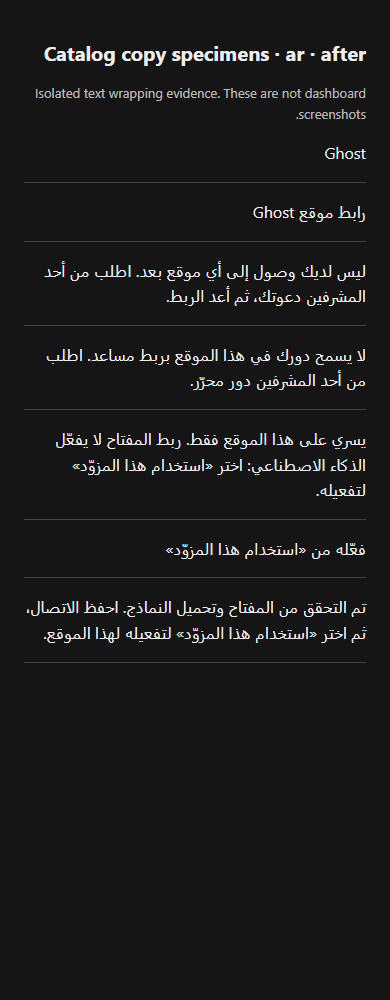 Catalog copy specimens · ar · after
Isolated text wrapping evidence. These are not dashboard
screenshots.
Ghost
رابط موقع Ghost
ليس لديك وصول إلى أي موقع بعد. اطلب من أحد
المشرفين دعوتك، ثم أعد الربط.
لا يسمح دورك في هذا الموقع بربط مساعد. اطلب
من أحد المشرفين دور محرّر.
يسري على هذا الموقع فقط. ربط المفتاح لا يفعّل
الذكاء الاصطناعي: اختر «استخدام هذا المزوّد»
لتفعيله.
فعّله من «استخدام هذا المزوّد»
تم التحقق من المفتاح وتحميل النماذج. احفظ الاتصال،
ثم اختر «استخدام هذا المزوّد» لتفعيله لهذا الموقع.